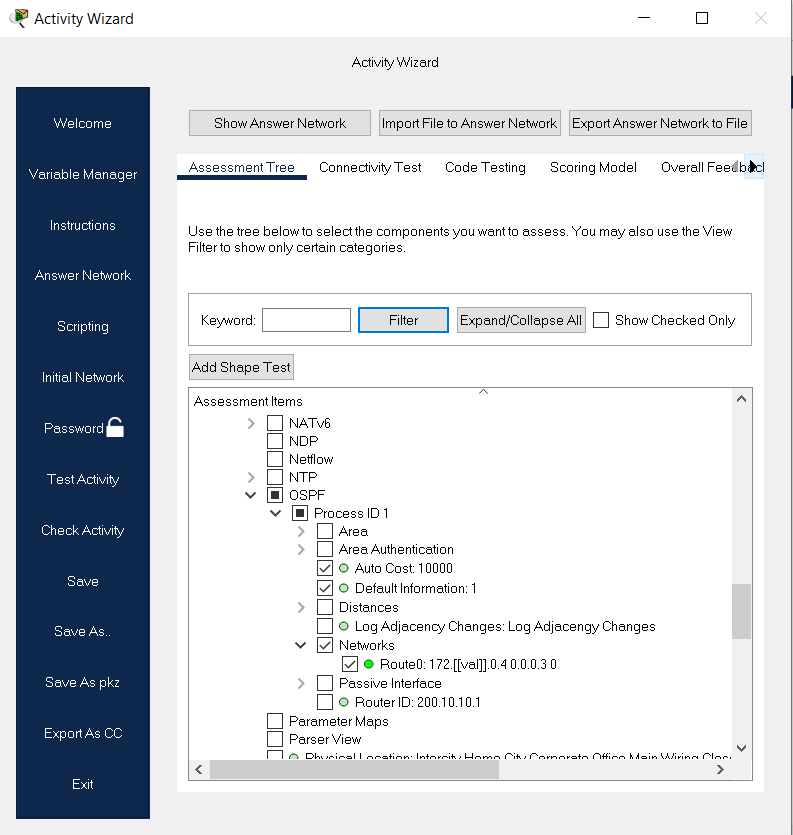 Activity Wizard
Activity Wizard
Welcome
Variable Manager
Instructions
Answer Network
Scripting
Initial Network
Password
Test Activity
Check Activity
Save
Save As..
Save As pkz
Export As CC
Exit
Show Answer Network
Import File to Answer Network
Export Answer Network to File
Assessment Tree
Connectivity Test
Code Testing
Scoring Model
Overall Feedback
Use the tree below to select the components you want to assess. You may also use the View
Filter to show only certain categories.
Keyword:
Filter
Expand/Collapse All
Show Checked Only
Add Shape Test
Assessment Items
NATv6
NDP
Netflow
NTP
OSPF
Process ID 1
Area
Area Authentication
Auto Cost: 10000
Default Information: 1
Distances
Log Adjacency Changes: Log Adjacengy Changes
Networks
Route0: 172.[[val]].0.4 0.0.0.3 0
Passive Interface
Router ID: 200.10.10.1
Parameter Maps
Parser View
Physical Location: Intercity Home City Corporate Office Main Wiring Clos